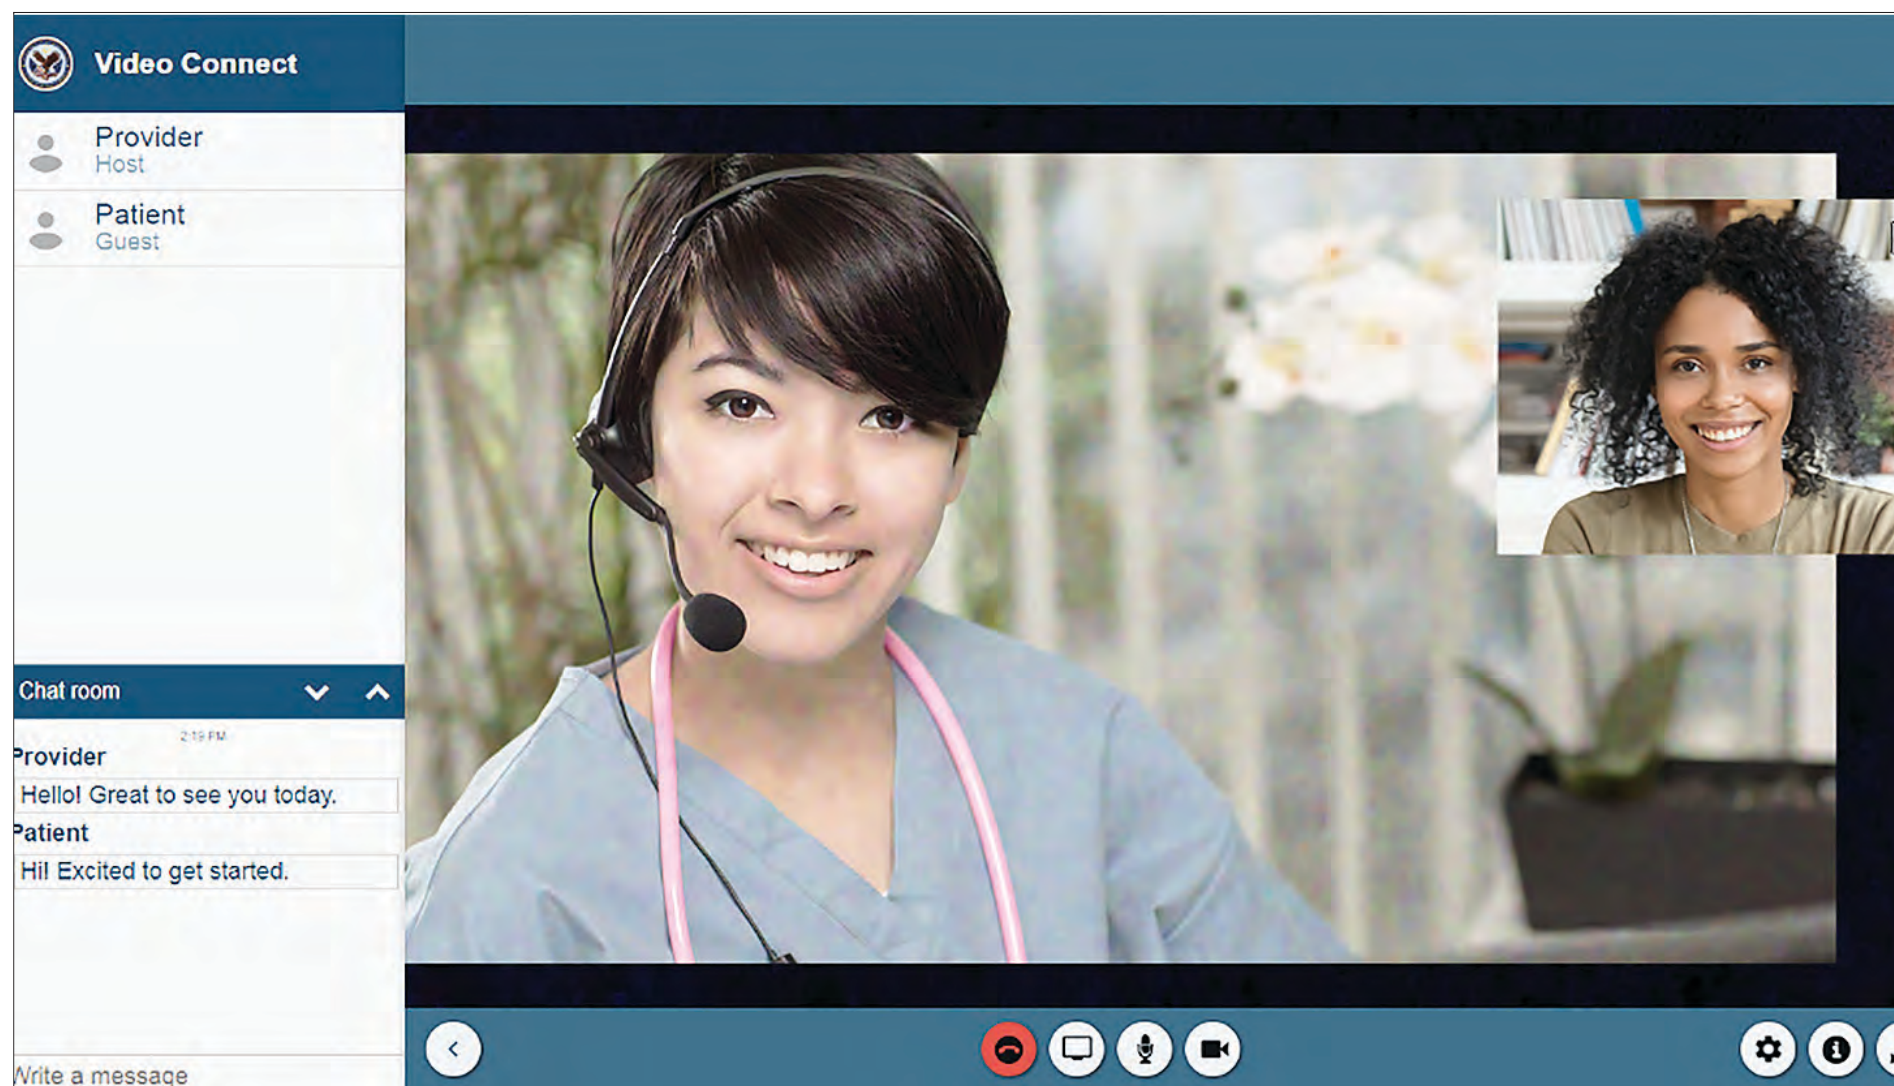 Video Connect
Provider
Host
Patient
Guest
Chat room
2:19 PM
Provider
Hello! Great to see you today.
Patient
Hi! Excited to get started.
Write a message